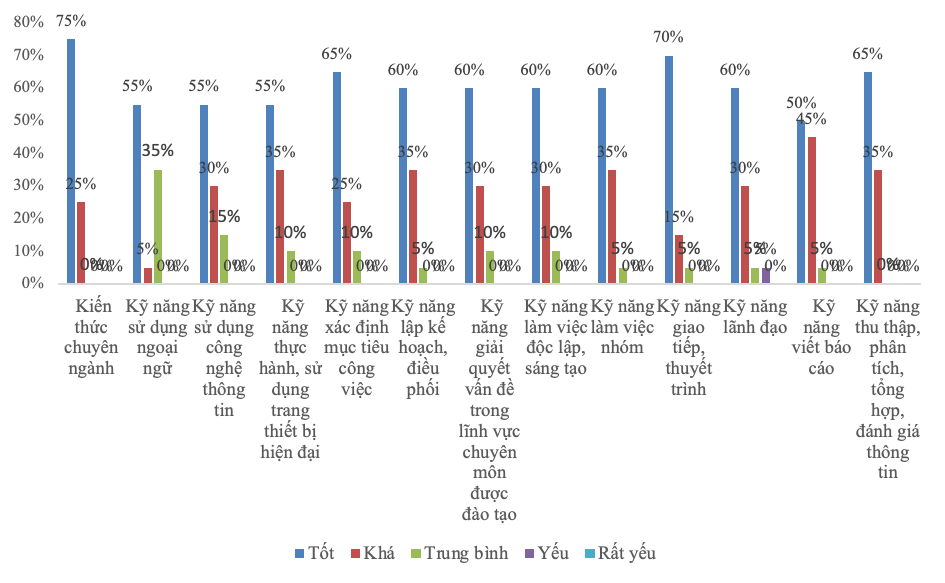 80%
70%
60%
50%
40%
30%
20%
10%
0%
75%
25%
0%
0%
0%
55%
5%
35%
0%
0%
55%
30%
15%
0%
0%
55%
35%
10%
0%
0%
65%
25%
10%
0%
0%
60%
35%
5%
0%
0%
60%
30%
10%
0%
0%
60%
30%
10%
0%
0%
60%
35%
5%
0%
0%
70%
15%
5%
0%
0%
60%
30%
5%
5%
0%
50%
45%
5%
0%
0%
65%
35%
0%
0%
0%
Kiến
thức
chuyên
ngành
Kỹ năng
sử dụng
ngoại
ngữ
Kỹ năng
sử dụng
công
nghệ
thông
tin
Kỹ
năng
thực
hành, sử
dụng
trang
thiết bị
hiện đại
Kỹ năng
xác định
mục tiêu
công
việc
Kỹ năng
lập kế
hoạch,
điều
phối
Kỹ
năng
giải
quyết
vấn đề
trong
lĩnh vực
chuyên
môn
được
đào tạo
Kỹ năng
làm việc
độc lập,
sáng tạo
Kỹ năng
làm việc
nhóm
Kỹ năng
giao
tiếp,
thuyết
trình
Kỹ năng
lãnh đạo
Kỹ
năng
viết báo
cáo
Kỹ năng
thu thập,
phân
tích,
tổng
hợp,
đánh giá
thông
tin
Tốt
Khá
Trung bình
Yếu
Rất yếu